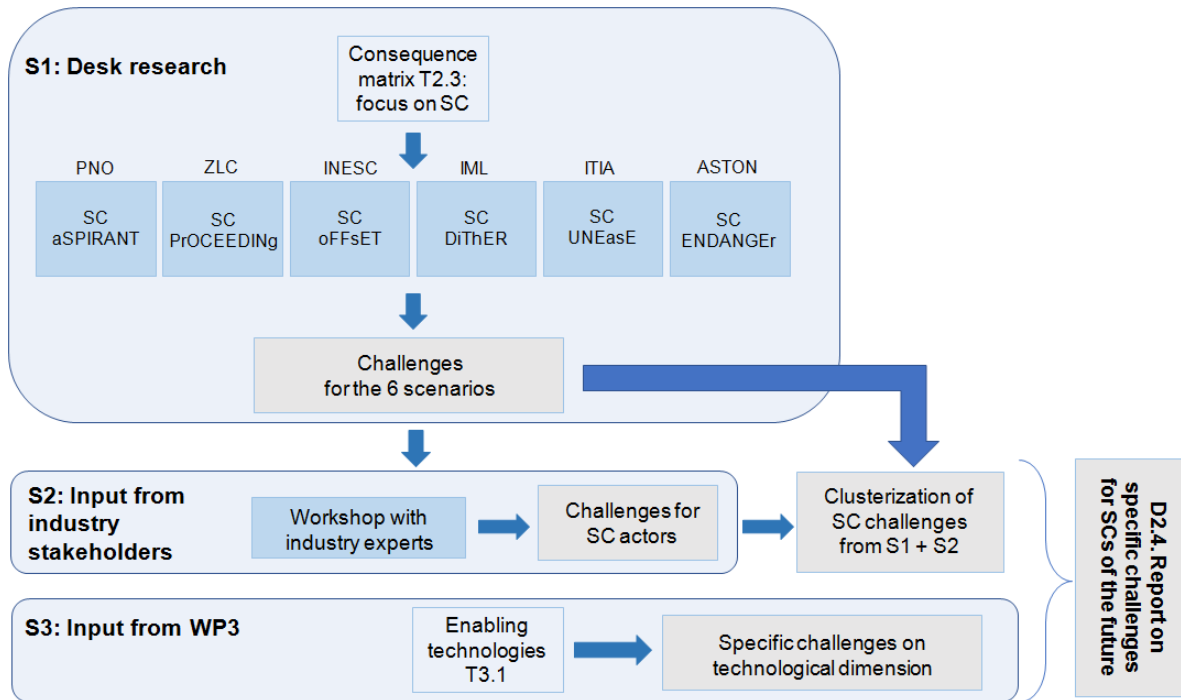 S1: Desk research
Consequence
matrix T2.3:
focus on SC
PNO
ZLC
INESC
IML
ITIA
ASTON
SC
aSPIRANT
SC
PrOCEEDINg
SC
oFFsET
SC
DiThER
SC
UNEasE
SC
ENDANGEr
Challenges
for the 6 scenarios
S2: Input from
industry
stakeholders
Workshop with
industry experts
Challenges for
SC actors
Clusterization of
SC challenges
from S1 + S2
S3: Input from WP3
Enabling
technologies
T3.1
Specific challenges on
technological dimension
D2.4. Report on
specific challenges
for SCs of the future